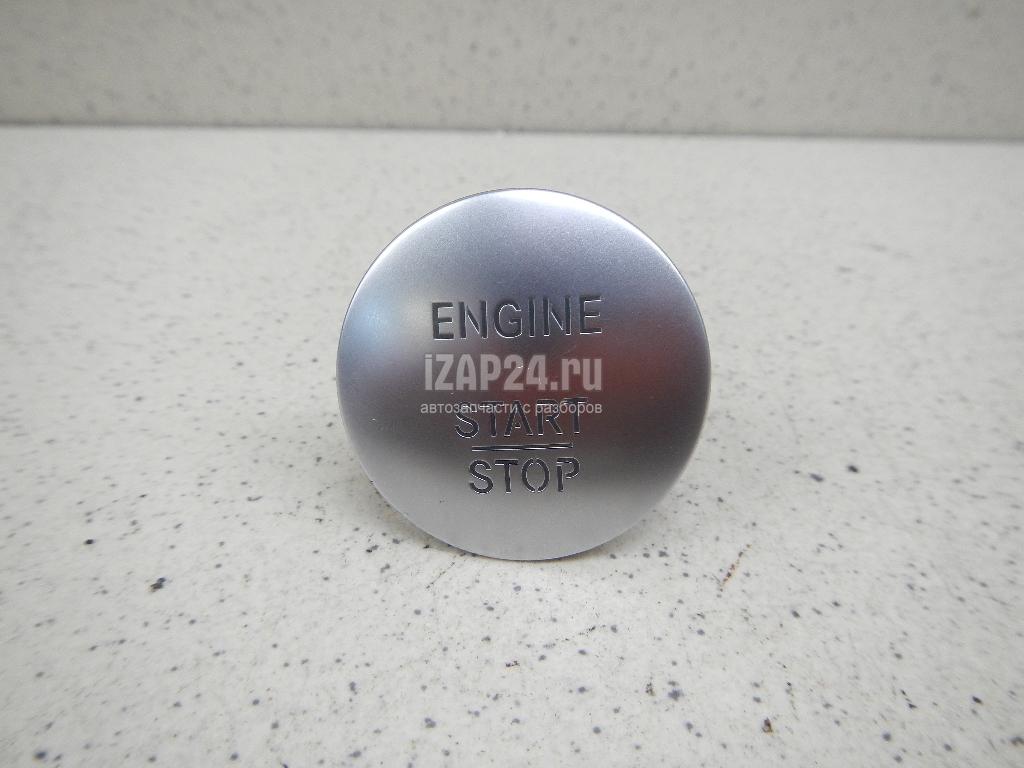 ENGINE
iZAP24.ru
автозапчасти с разборов
START
STOP